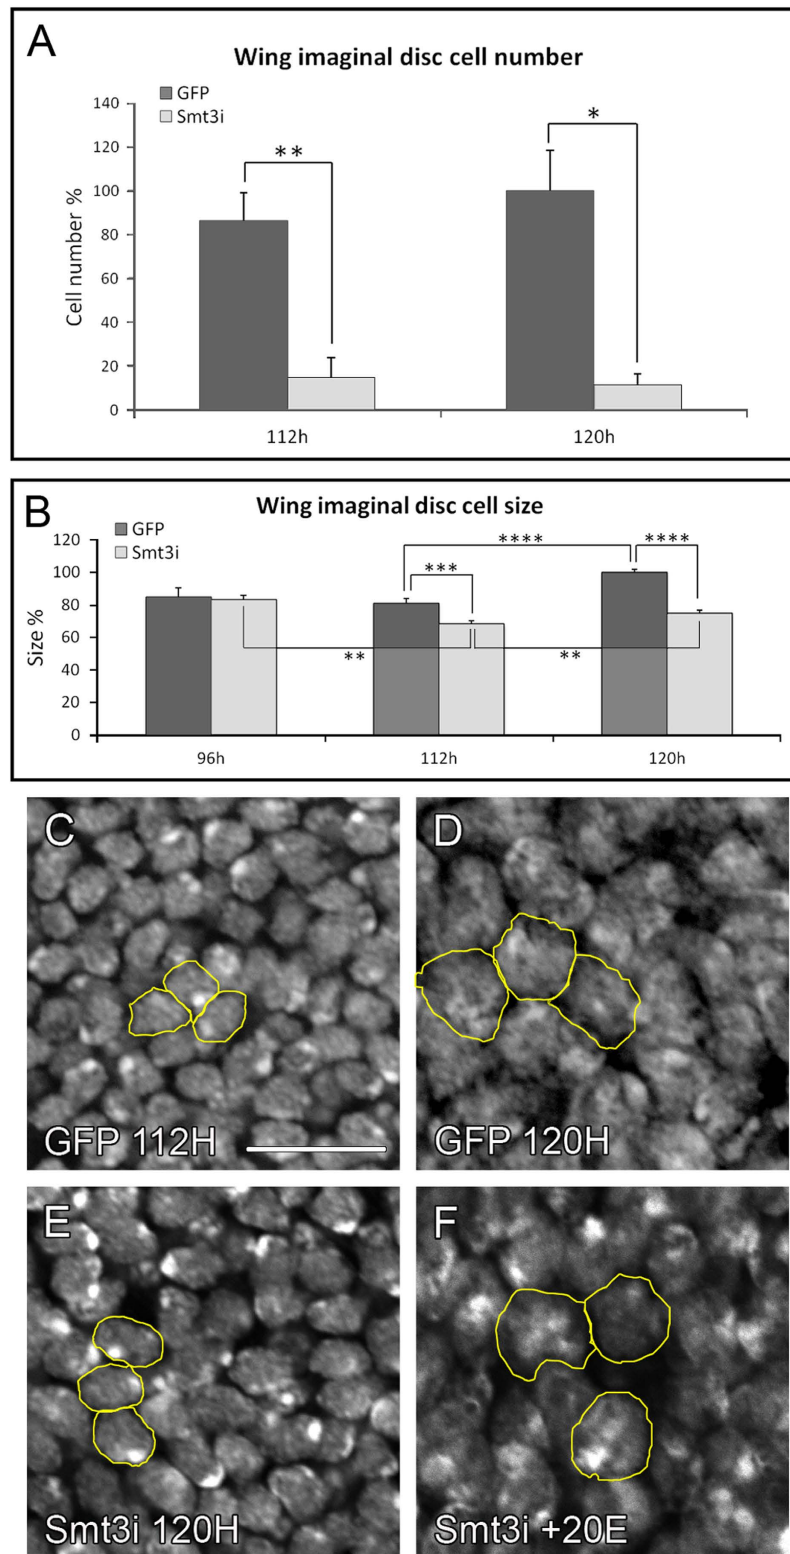 A
Wing imaginal disc cell number
GFP
Smt3i
Cell number %
140
120
100
80
60
40
20
0
**
*
112h
120h
B
Wing imaginal disc cell size
GFP
Smt3i
Size %
120
100
80
60
40
20
0
****
****
***
**
**
96h
112h
120h
C
GFP 112H
D
GFP 120H
E
Smt3i 120H
F
Smt3i +20E